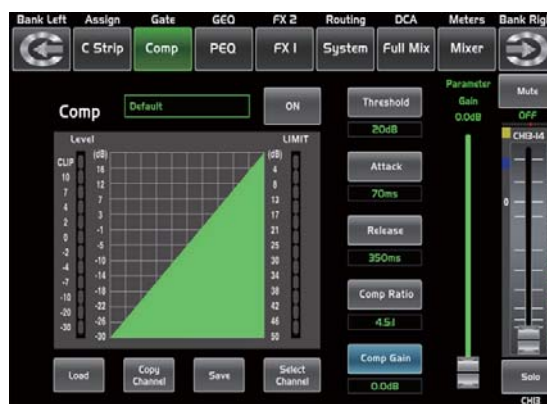 Bank Left Assign Gate GEQ FX 2 Routing DCA Meters Bank Rig
C Strip Comp PEQ FX I System Full Mix Mixer
Parameter
Gain
0.0dB
Mute
OFF
Comp Default ON Threshold
20dB
CH13-14
Level LIMIT
CLIP (dB) (dB)
10 18 4
7 12 8
4 7 13
2 3 17
0 -1 21
-2 -5 25
-4 -10 30
-7 -14 34
-10 -18 38
-20 -22 42
-30 -26 46
-30 50
Attack
70ms
0
Release
350ms
Comp Ratio
4.5:1
Comp Gain
0.0dB
Load Copy Channel Save Select Channel
Solo
CH13